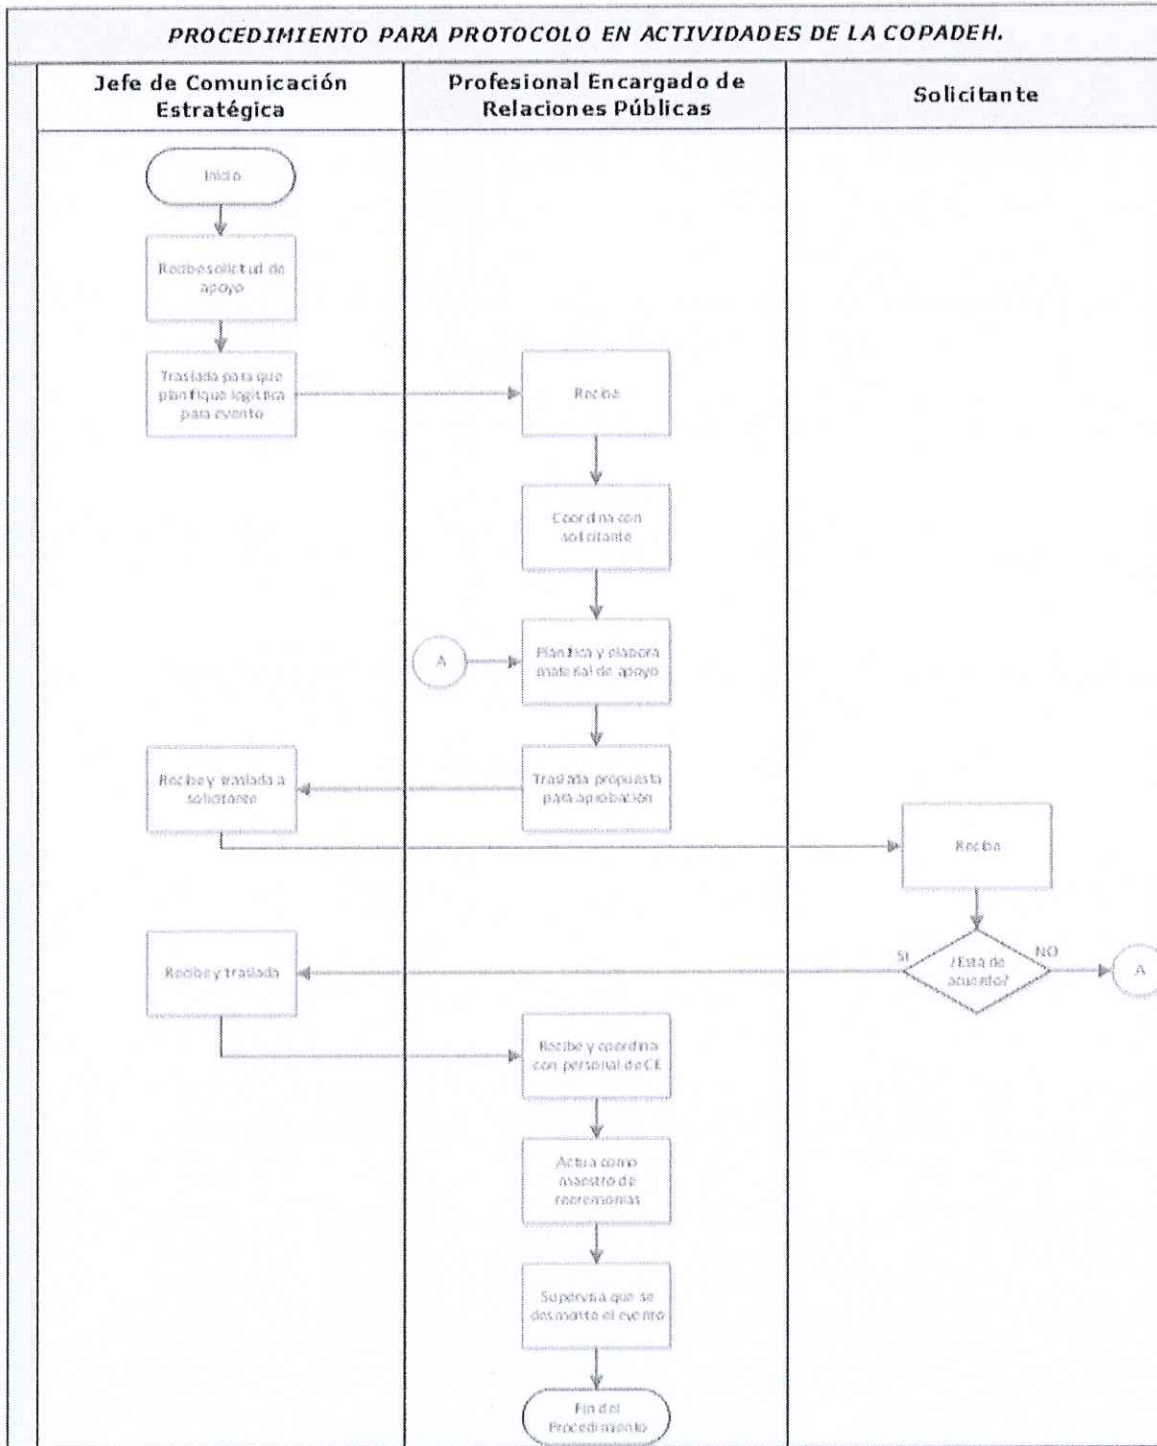 PROCEDIMIENTO PARA PROTOCOLO EN ACTIVIDADES DE LA COPADEH.
Jefe de Comunicación
Estratégica
Profesional Encargado de
Relaciones Públicas
Solicitante
Inicio
Recibe solicitud de
apoyo
Traslada para que
planifique logística
para evento
Recibe
Coordina con
solicitante
A
Planifica y elabora
material de apoyo
Traslada propuesta
para aprobación
Recibe y traslada a
solicitante
Recibe
¿Está de
acuerdo?
SI
NO
A
Recibe y traslada
Recibe y coordina
con personal de CE
Actúa como
maestro de
ceremonias
Supervisa que se
desmonte el evento
Fin del
Procedimiento